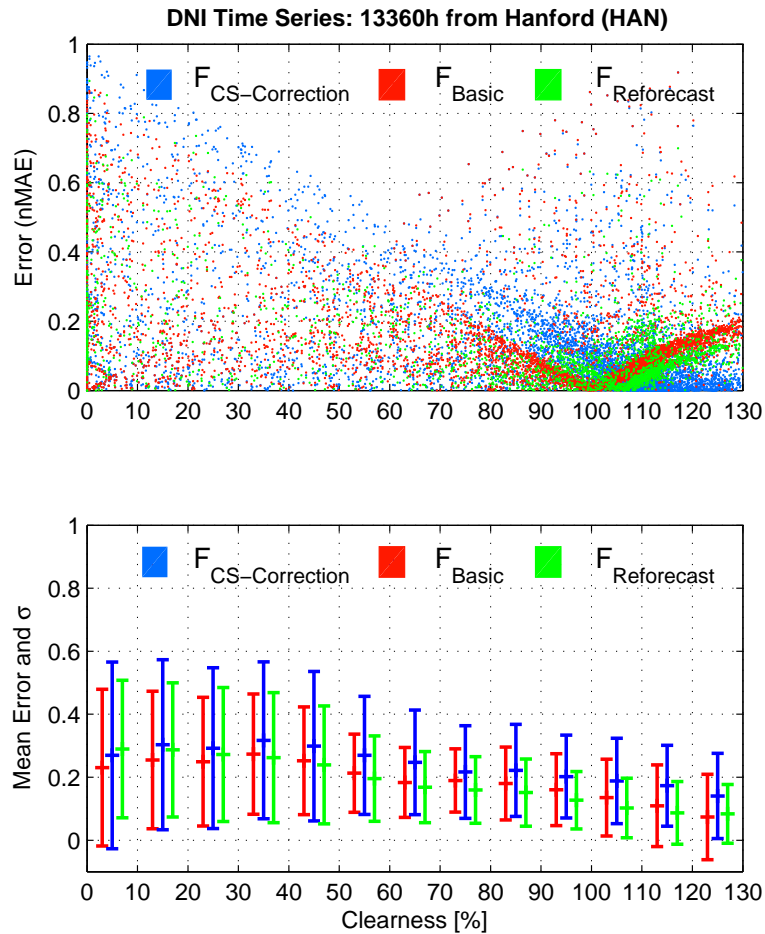 DNI Time Series: 13360h from Hanford (HAN)
F_CS−Correction F_Basic F_Reforecast
Error (nMAE)
1
0.8
0.6
0.4
0.2
0
0 10 20 30 40 50 60 70 80 90 100 110 120 130
F_CS−Correction F_Basic F_Reforecast
Mean Error and σ
1
0.8
0.6
0.4
0.2
0
0 10 20 30 40 50 60 70 80 90 100 110 120 130
Clearness [%]